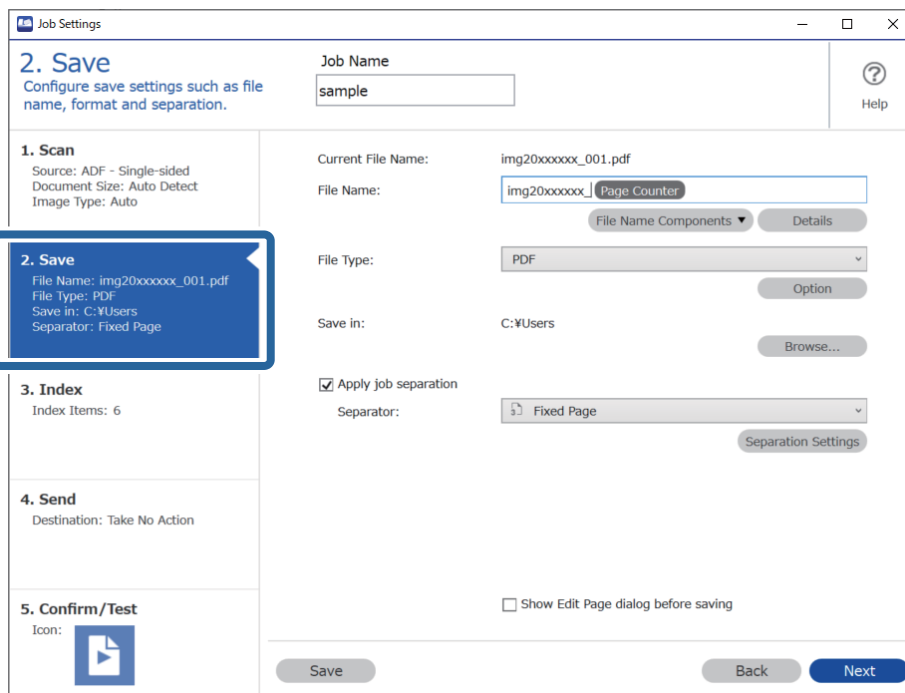 Job Settings
2. Save
Configure save settings such as file
name, format and separation.
Job Name
sample
Help
1. Scan
Source: ADF - Single-sided
Document Size: Auto Detect
Image Type: Auto
2. Save
File Name: img20xxxxxx_001.pdf
File Type: PDF
Save in: C:¥Users
Separator: Fixed Page
3. Index
Index Items: 6
4. Send
Destination: Take No Action
5. Confirm/Test
Icon:
Current File Name: img20xxxxxx_001.pdf
File Name: img20xxxxxx_ Page Counter
File Name Components ▼ Details
File Type: PDF
Option
Save in: C:¥Users
Browse...
Apply job separation
Separator: 3 Fixed Page
Separation Settings
Show Edit Page dialog before saving
Save Back Next